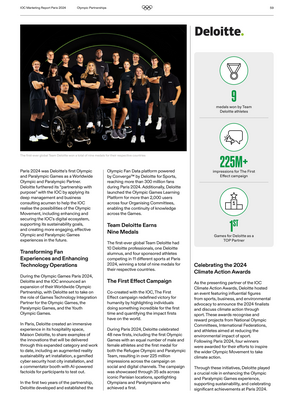 IOC Marketing Report Paris 2024
Olympic Partnerships
Deloitte.
9
medals won by Team
Deloitte athletes
225M+
impressions for The First
Effect campaign
1st
Games for Deloitte as a
TOP Partner
Paris 2024 was Deloitte's first Olympic
and Paralympic Games as a Worldwide
Olympic and Paralympic Partner.
Deloitte furthered its "partnership with
purpose" with the IOC by applying its
deep management and business
consulting acumen to help the IOC
realise the possibilities of the Olympic
Movement, including enhancing and
securing the IOC's digital ecosystem,
supporting its sustainability goals,
and creating more engaging, effective
Olympic and Paralympic Games
experiences in the future.
Transforming Fan
Experiences and Enhancing
Technology Operations
During the Olympic Games Paris 2024,
Deloitte and the IOC announced an
expansion of their Worldwide Olympic
Partnership, with Deloitte set to take on
the role of Games Technology Integration
Partner for the Olympic Games, the
Paralympic Games, and the Youth
Olympic Games.
In Paris, Deloitte created an immersive
experience in its hospitality space,
Maison Deloitte, to share examples of
the innovations that will be delivered
through this expanded category and work
to date, including an augmented reality
sustainability art installation, a gamified
cyber security host city installation, and
a commentator booth with AI-powered
factoids for participants to test out.
In the first two years of the partnership,
Deloitte developed and established the
Olympic Fan Data platform powered
by Converge™ by Deloitte for Sports,
reaching more than 300 million fans
during Paris 2024. Additionally, Deloitte
launched the Olympic Games Learning
Platform for more than 2,000 users
across four Organising Committees,
enabling the continuity of knowledge
across the Games.
Team Deloitte Earns
Nine Medals
The first-ever global Team Deloitte had
10 Deloitte professionals, one Deloitte
alumnus, and four sponsored athletes
competing in 11 different sports at Paris
2024, winning a total of nine medals for
their respective countries.
The First Effect Campaign
Co-created with the IOC, The First
Effect campaign redefined victory for
humanity by highlighting individuals
doing something incredible for the first
time and quantifying the impact firsts
have on the world.
During Paris 2024, Deloitte celebrated
48 new firsts, including the first Olympic
Games with an equal number of male and
female athletes and the first medal for
both the Refugee Olympic and Paralympic
Team, resulting in over 225 million
impressions across the campaign on
social and digital channels. The campaign
was showcased through 39 ads across
iconic Parisian locations, spotlighting
Olympians and Paralympians who
achieved a first.
Celebrating the 2024
Climate Action Awards
As the presenting partner of the IOC
Climate Action Awards, Deloitte hosted
an event featuring influential figures
from sports, business, and environmental
advocacy to announce the 2024 finalists
and discuss climate action through
sport. These awards recognise and
reward projects from National Olympic
Committees, International Federations,
and athletes aimed at reducing the
environmental impact of sport.
Following Paris 2024, four winners
were awarded for their efforts to inspire
the wider Olympic Movement to take
climate action.
Through these initiatives, Deloitte played
a crucial role in enhancing the Olympic
and Paralympic Games experience,
supporting sustainability, and celebrating
significant achievements at Paris 2024.